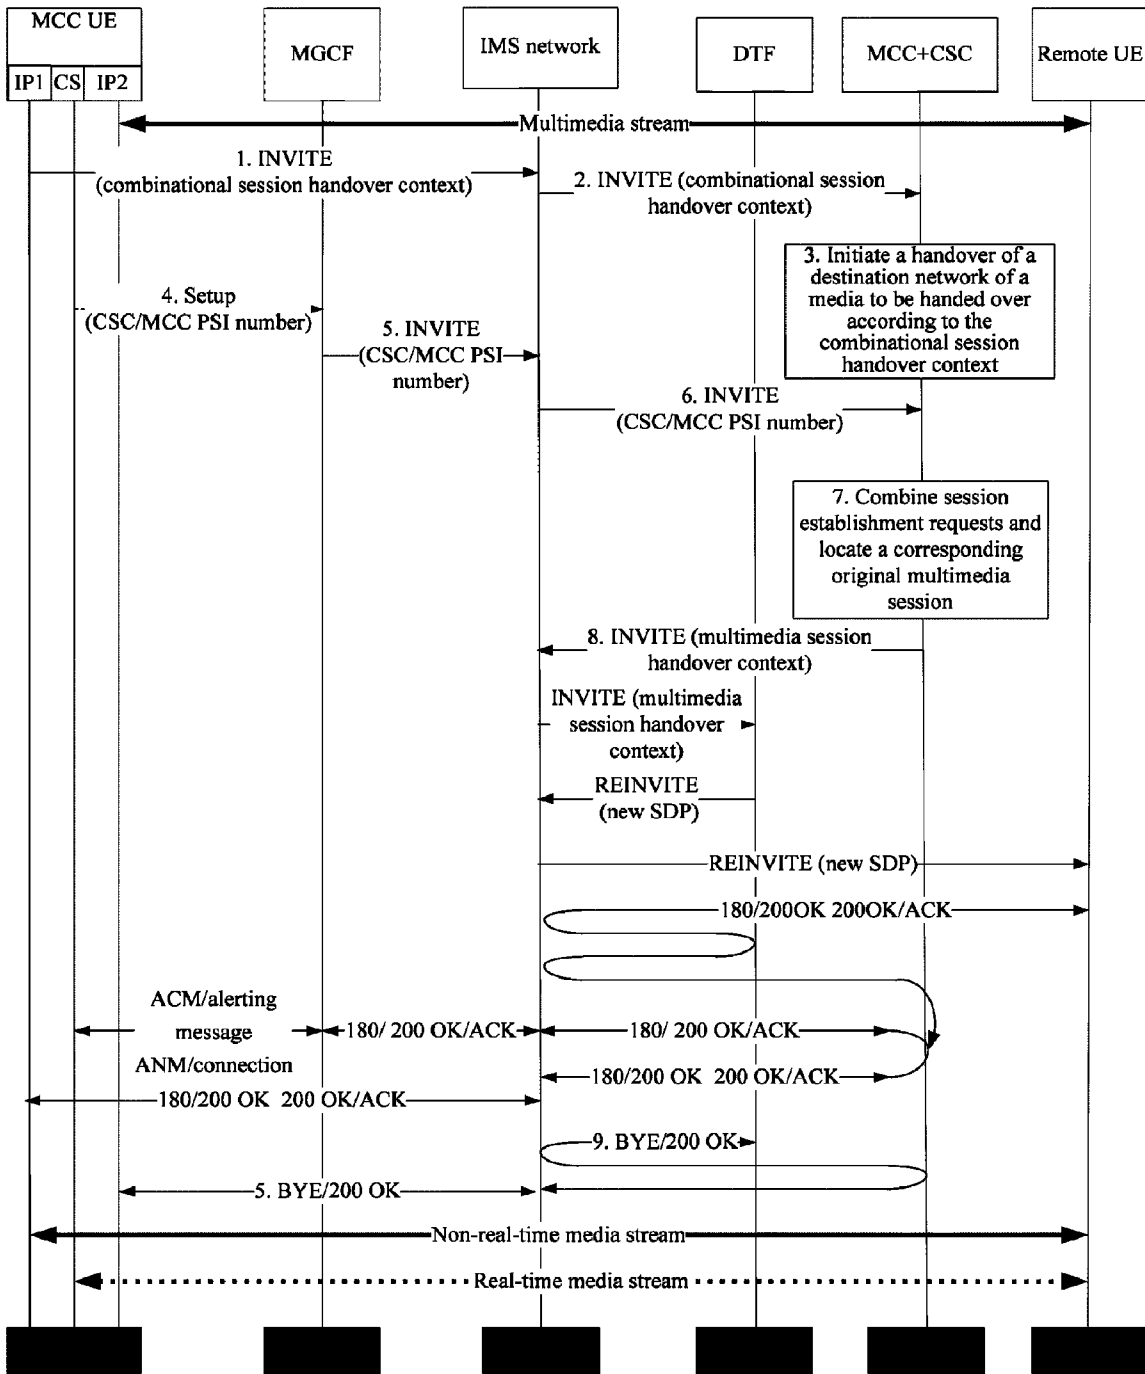 MCC UE
IP1 CS IP2
MGCF
IMS network
DTF
MCC+CSC
Remote UE
Multimedia stream
1. INVITE
(combinational session handover context)
2. INVITE (combinational session
handover context)
3. Initiate a handover of a
destination network of a
media to be handed over
according to the
combinational session
handover context
4. Setup
(CSC/MCC PSI number)
5. INVITE
(CSC/MCC PSI
number)
6. INVITE
(CSC/MCC PSI number)
7. Combine session
establishment requests and
locate a corresponding
original multimedia
session
8. INVITE (multimedia session
handover context)
INVITE (multimedia
session handover
context)
REINVITE
(new SDP)
REINVITE (new SDP)
180/200OK 200OK/ACK
ACM/alerting
message
180/ 200 OK/ACK
180/ 200 OK/ACK
ANM/connection
180/200 OK 200 OK/ACK
180/200 OK 200 OK/ACK
9. BYE/200 OK
5. BYE/200 OK
Non-real-time media stream
Real-time media stream